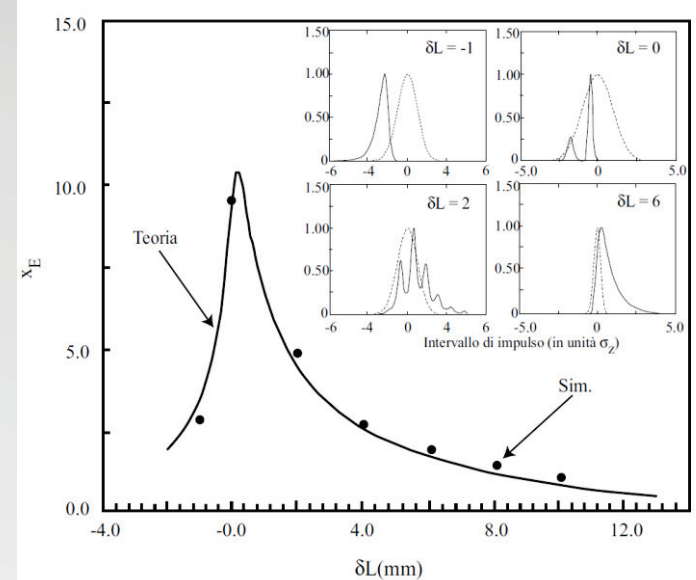 15.0
10.0
5.0
0.0
x_E
-4.0 -0.0 4.0 8.0 12.0
δL(mm)
Teoria
Sim.
1.50
1.00
0.50
0
-6 -4 0 4 6
δL = -1
1.50
1.00
0.50
0
-5.0 0 5.0
δL = 0
1.50
1.00
0.50
0
-6 -4 0 4 6
δL = 2
1.50
1.00
0.50
0
-5.0 0 5.0
δL = 6
Intervallo di impulso (in unità σ_Z)